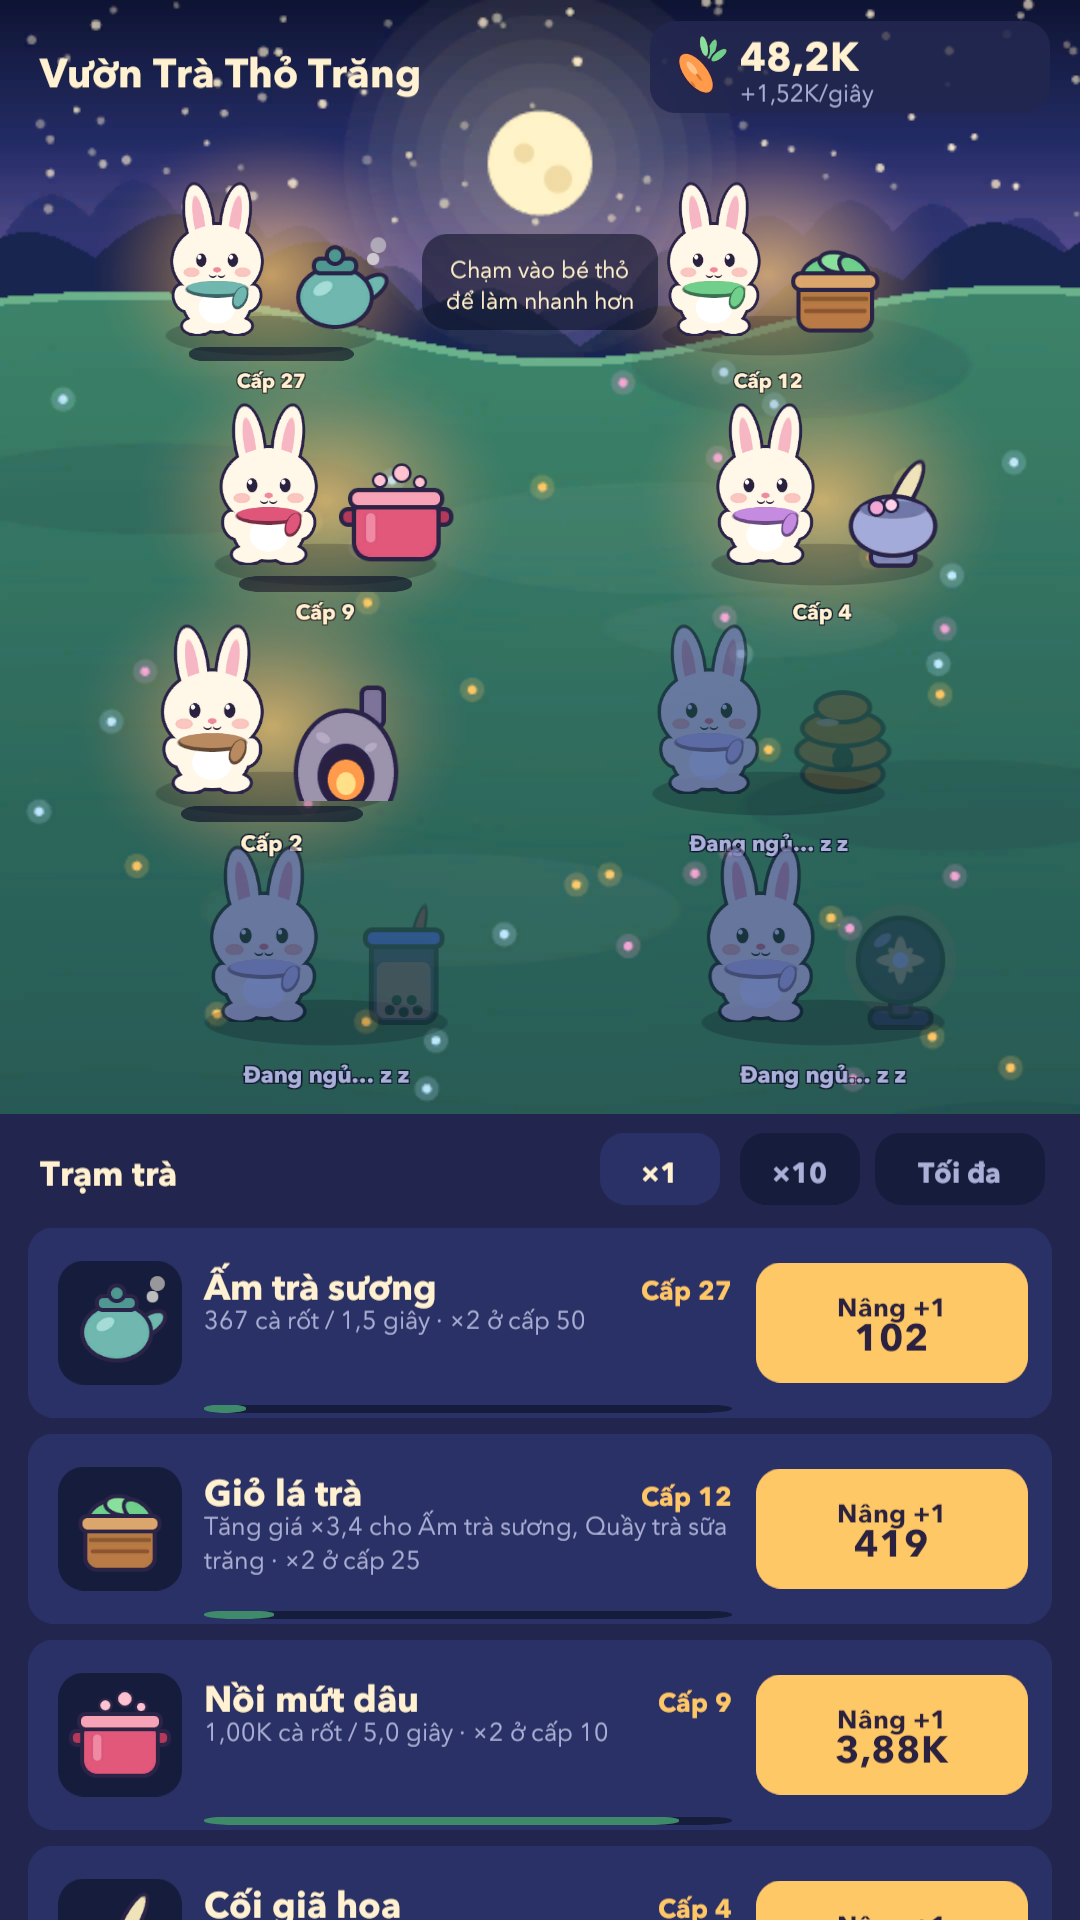 Vườn Trà Thỏ Trăng
48,2K
+1,52K/giây
Chạm vào bé thỏ
để làm nhanh hơn
Cấp 27
Cấp 12
Cấp 9
Cấp 4
Cấp 2
Đang ngủ... z z
Đang ngủ... z z
Đang ngủ... z z
Trạm trà
×1
×10
Tối đa
Ấm trà sương
Cấp 27
367 cà rốt / 1,5 giây · ×2 ở cấp 50
Nâng +1
102
Giỏ lá trà
Cấp 12
Tăng giá ×3,4 cho Ấm trà sương, Quầy trà sữa
trăng · ×2 ở cấp 25
Nâng +1
419
Nồi mứt dâu
Cấp 9
1,00K cà rốt / 5,0 giây · ×2 ở cấp 10
Nâng +1
3,88K
Cối giã hoa
Cấp 4